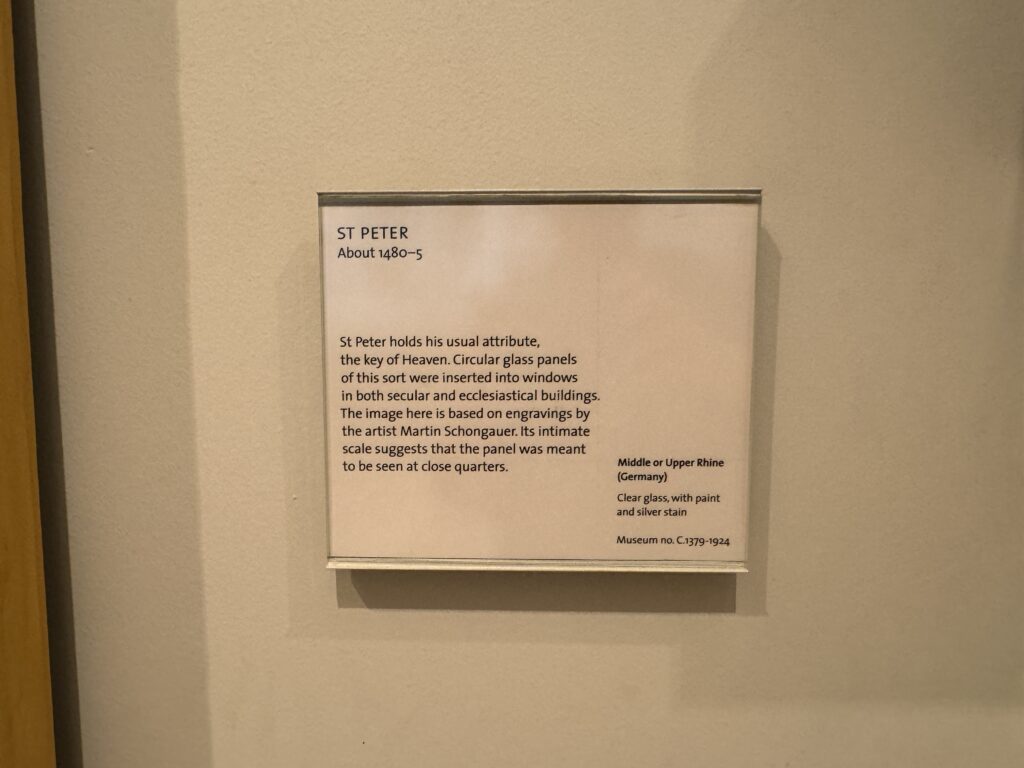 ST PETER
About 1480–5
St Peter holds his usual attribute,
the key of Heaven. Circular glass panels
of this sort were inserted into windows
in both secular and ecclesiastical buildings.
The image here is based on engravings by
the artist Martin Schongauer. Its intimate
scale suggests that the panel was meant
to be seen at close quarters.
Middle or Upper Rhine
(Germany)
Clear glass, with paint
and silver stain
Museum no. C.1379-1924